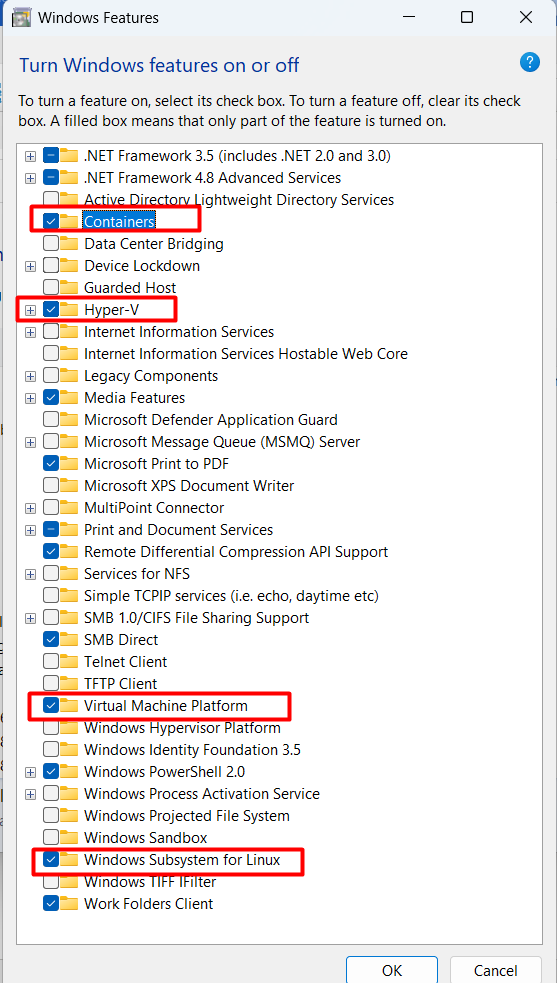 Windows Features
Turn Windows features on or off
To turn a feature on, select its check box. To turn a feature off, clear its check
box. A filled box means that only part of the feature is turned on.
.NET Framework 3.5 (includes .NET 2.0 and 3.0)
.NET Framework 4.8 Advanced Services
Active Directory Lightweight Directory Services
Containers
Data Center Bridging
Device Lockdown
Guarded Host
Hyper-V
Internet Information Services
Internet Information Services Hostable Web Core
Legacy Components
Media Features
Microsoft Defender Application Guard
Microsoft Message Queue (MSMQ) Server
Microsoft Print to PDF
Microsoft XPS Document Writer
MultiPoint Connector
Print and Document Services
Remote Differential Compression API Support
Services for NFS
Simple TCPIP services (i.e. echo, daytime etc)
SMB 1.0/CIFS File Sharing Support
SMB Direct
Telnet Client
TFTP Client
Virtual Machine Platform
Windows Hypervisor Platform
Windows Identity Foundation 3.5
Windows PowerShell 2.0
Windows Process Activation Service
Windows Projected File System
Windows Sandbox
Windows Subsystem for Linux
Windows TIFF IFilter
Work Folders Client
OK Cancel